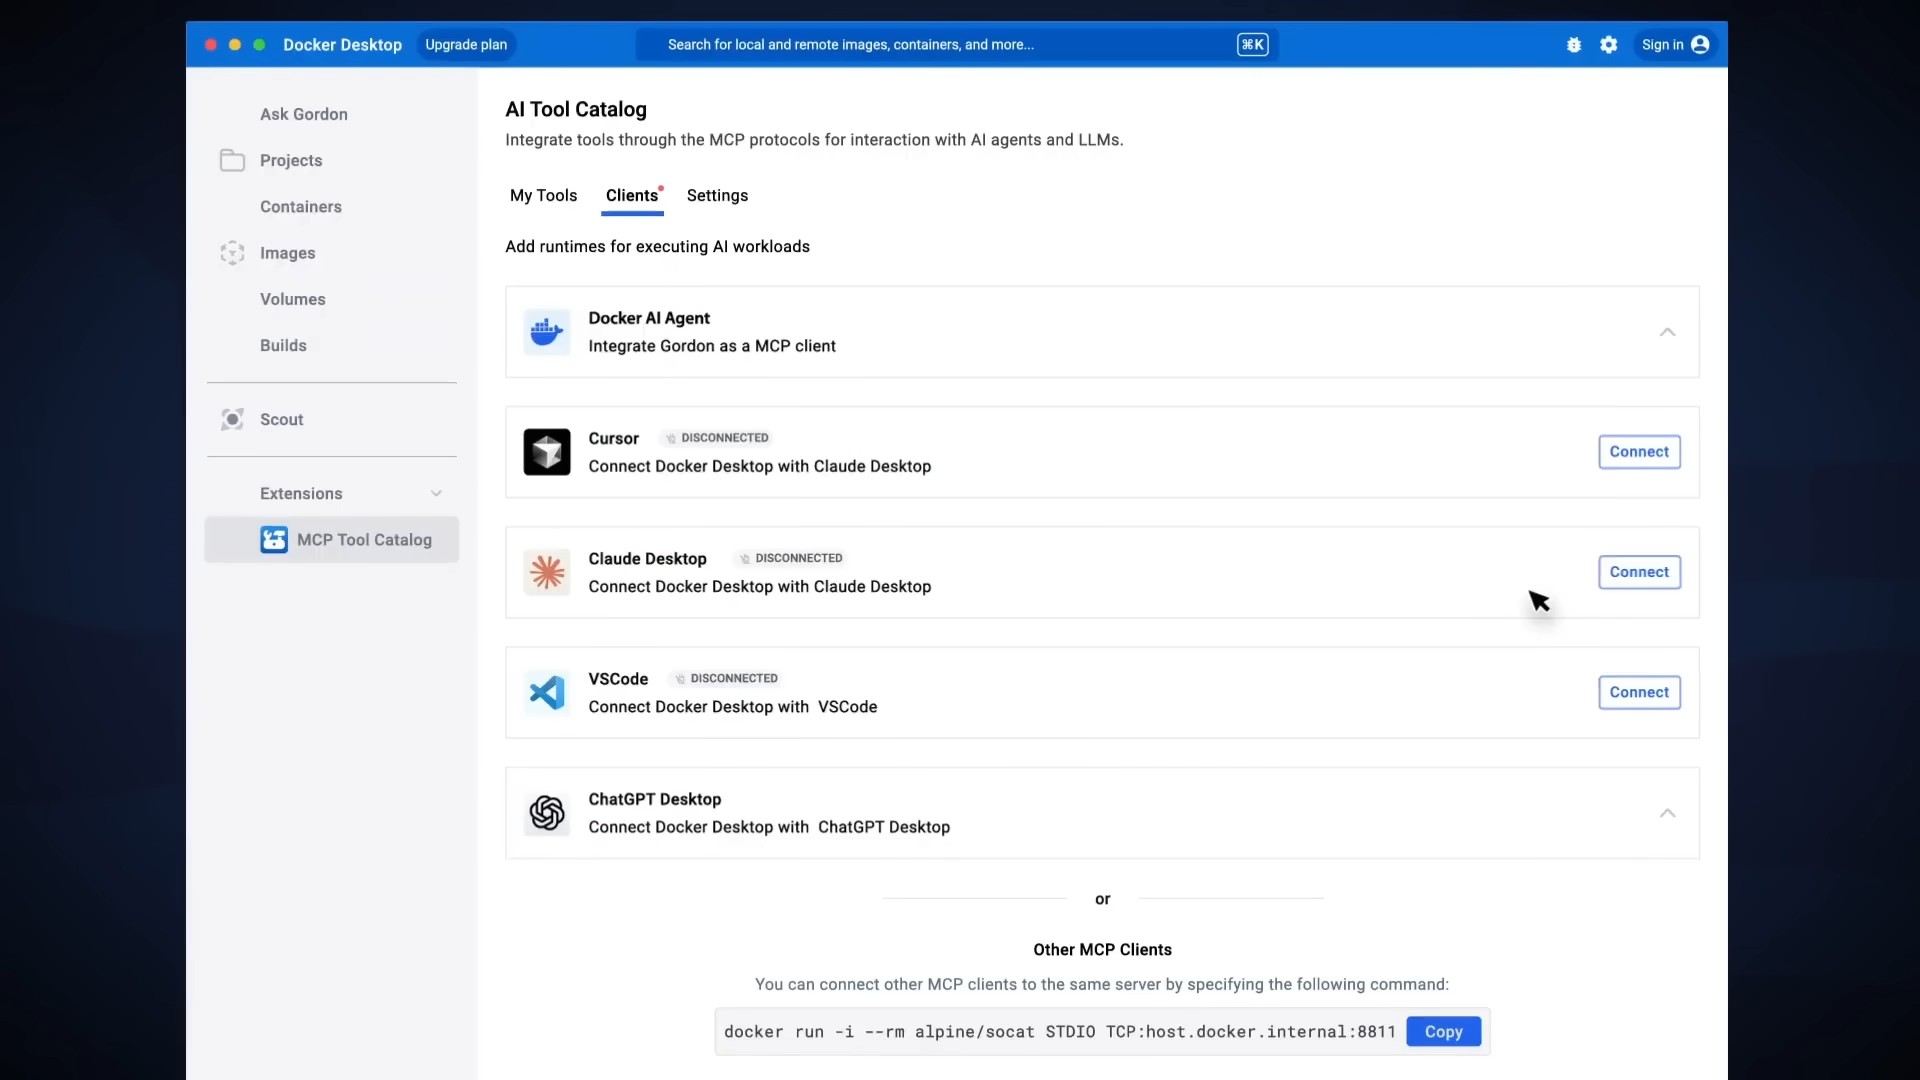 Docker Desktop
Upgrade plan
Search for local and remote images, containers, and more...
⌘K
Sign in
Ask Gordon
Projects
Containers
Images
Volumes
Builds
Scout
Extensions
MCP Tool Catalog
AI Tool Catalog
Integrate tools through the MCP protocols for interaction with AI agents and LLMs.
My Tools
Clients
Settings
Add runtimes for executing AI workloads
Docker AI Agent
Integrate Gordon as a MCP client
Cursor
DISCONNECTED
Connect Docker Desktop with Claude Desktop
Connect
Claude Desktop
DISCONNECTED
Connect Docker Desktop with Claude Desktop
Connect
VSCode
DISCONNECTED
Connect Docker Desktop with VSCode
Connect
ChatGPT Desktop
Connect Docker Desktop with ChatGPT Desktop
or
Other MCP Clients
You can connect other MCP clients to the same server by specifying the following command:
docker run -i --rm alpine/socat STDIO TCP:host.docker.internal:8811
Copy